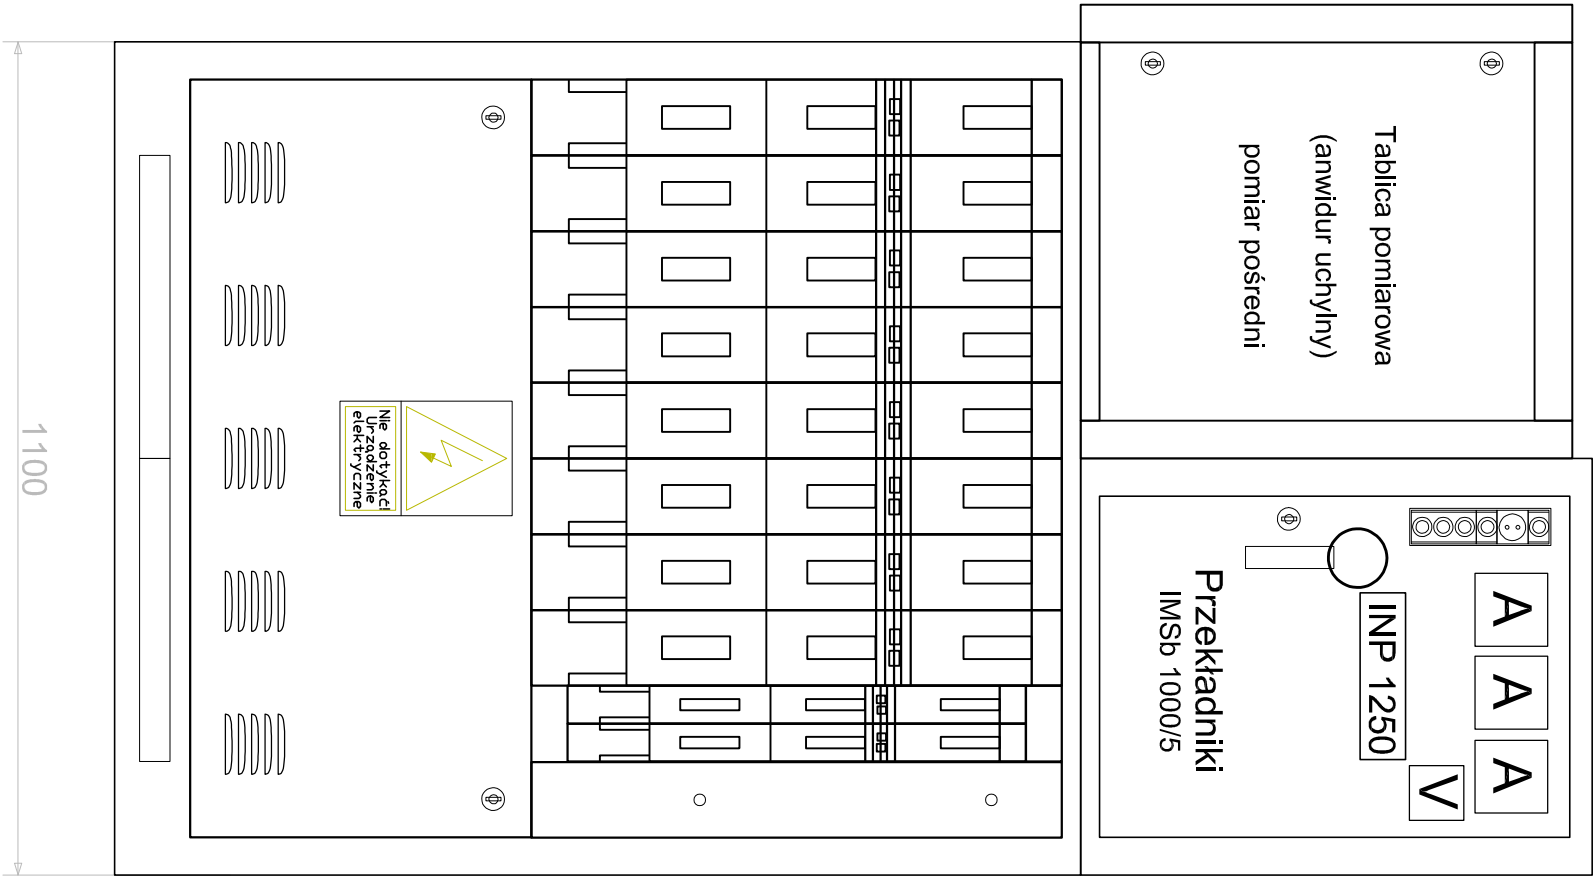 Tablica pomiarowa
(anwidur uchylny)
pomiar pośredni
A
A
A
V
INP 1250
Przekładniki
IMSb 1000/5
Nie dotykać!
Urządzenie
elektryczne
1100